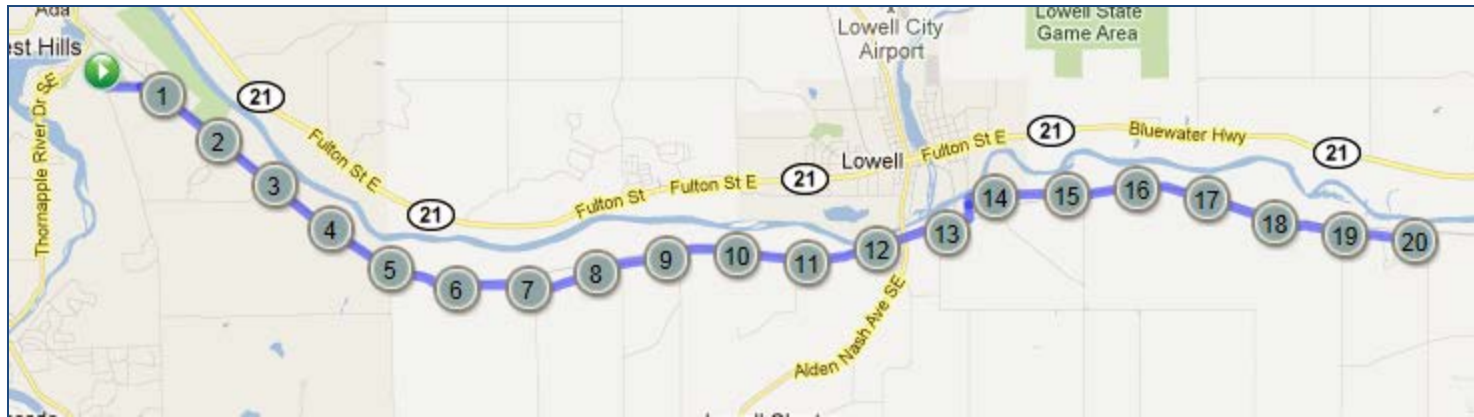 Ada
est Hills
Thornapple River Dr SE
1
2
3
4
5
6
7
8
9
10
11
12
13
14
15
16
17
18
19
20
21
Fulton St E
21
Fulton St
Fulton St E
21
Lowell
Fulton St E
21
Bluewater Hwy
21
Lowell City
Airport
Lowell State
Game Area
Alden Nash Ave SE